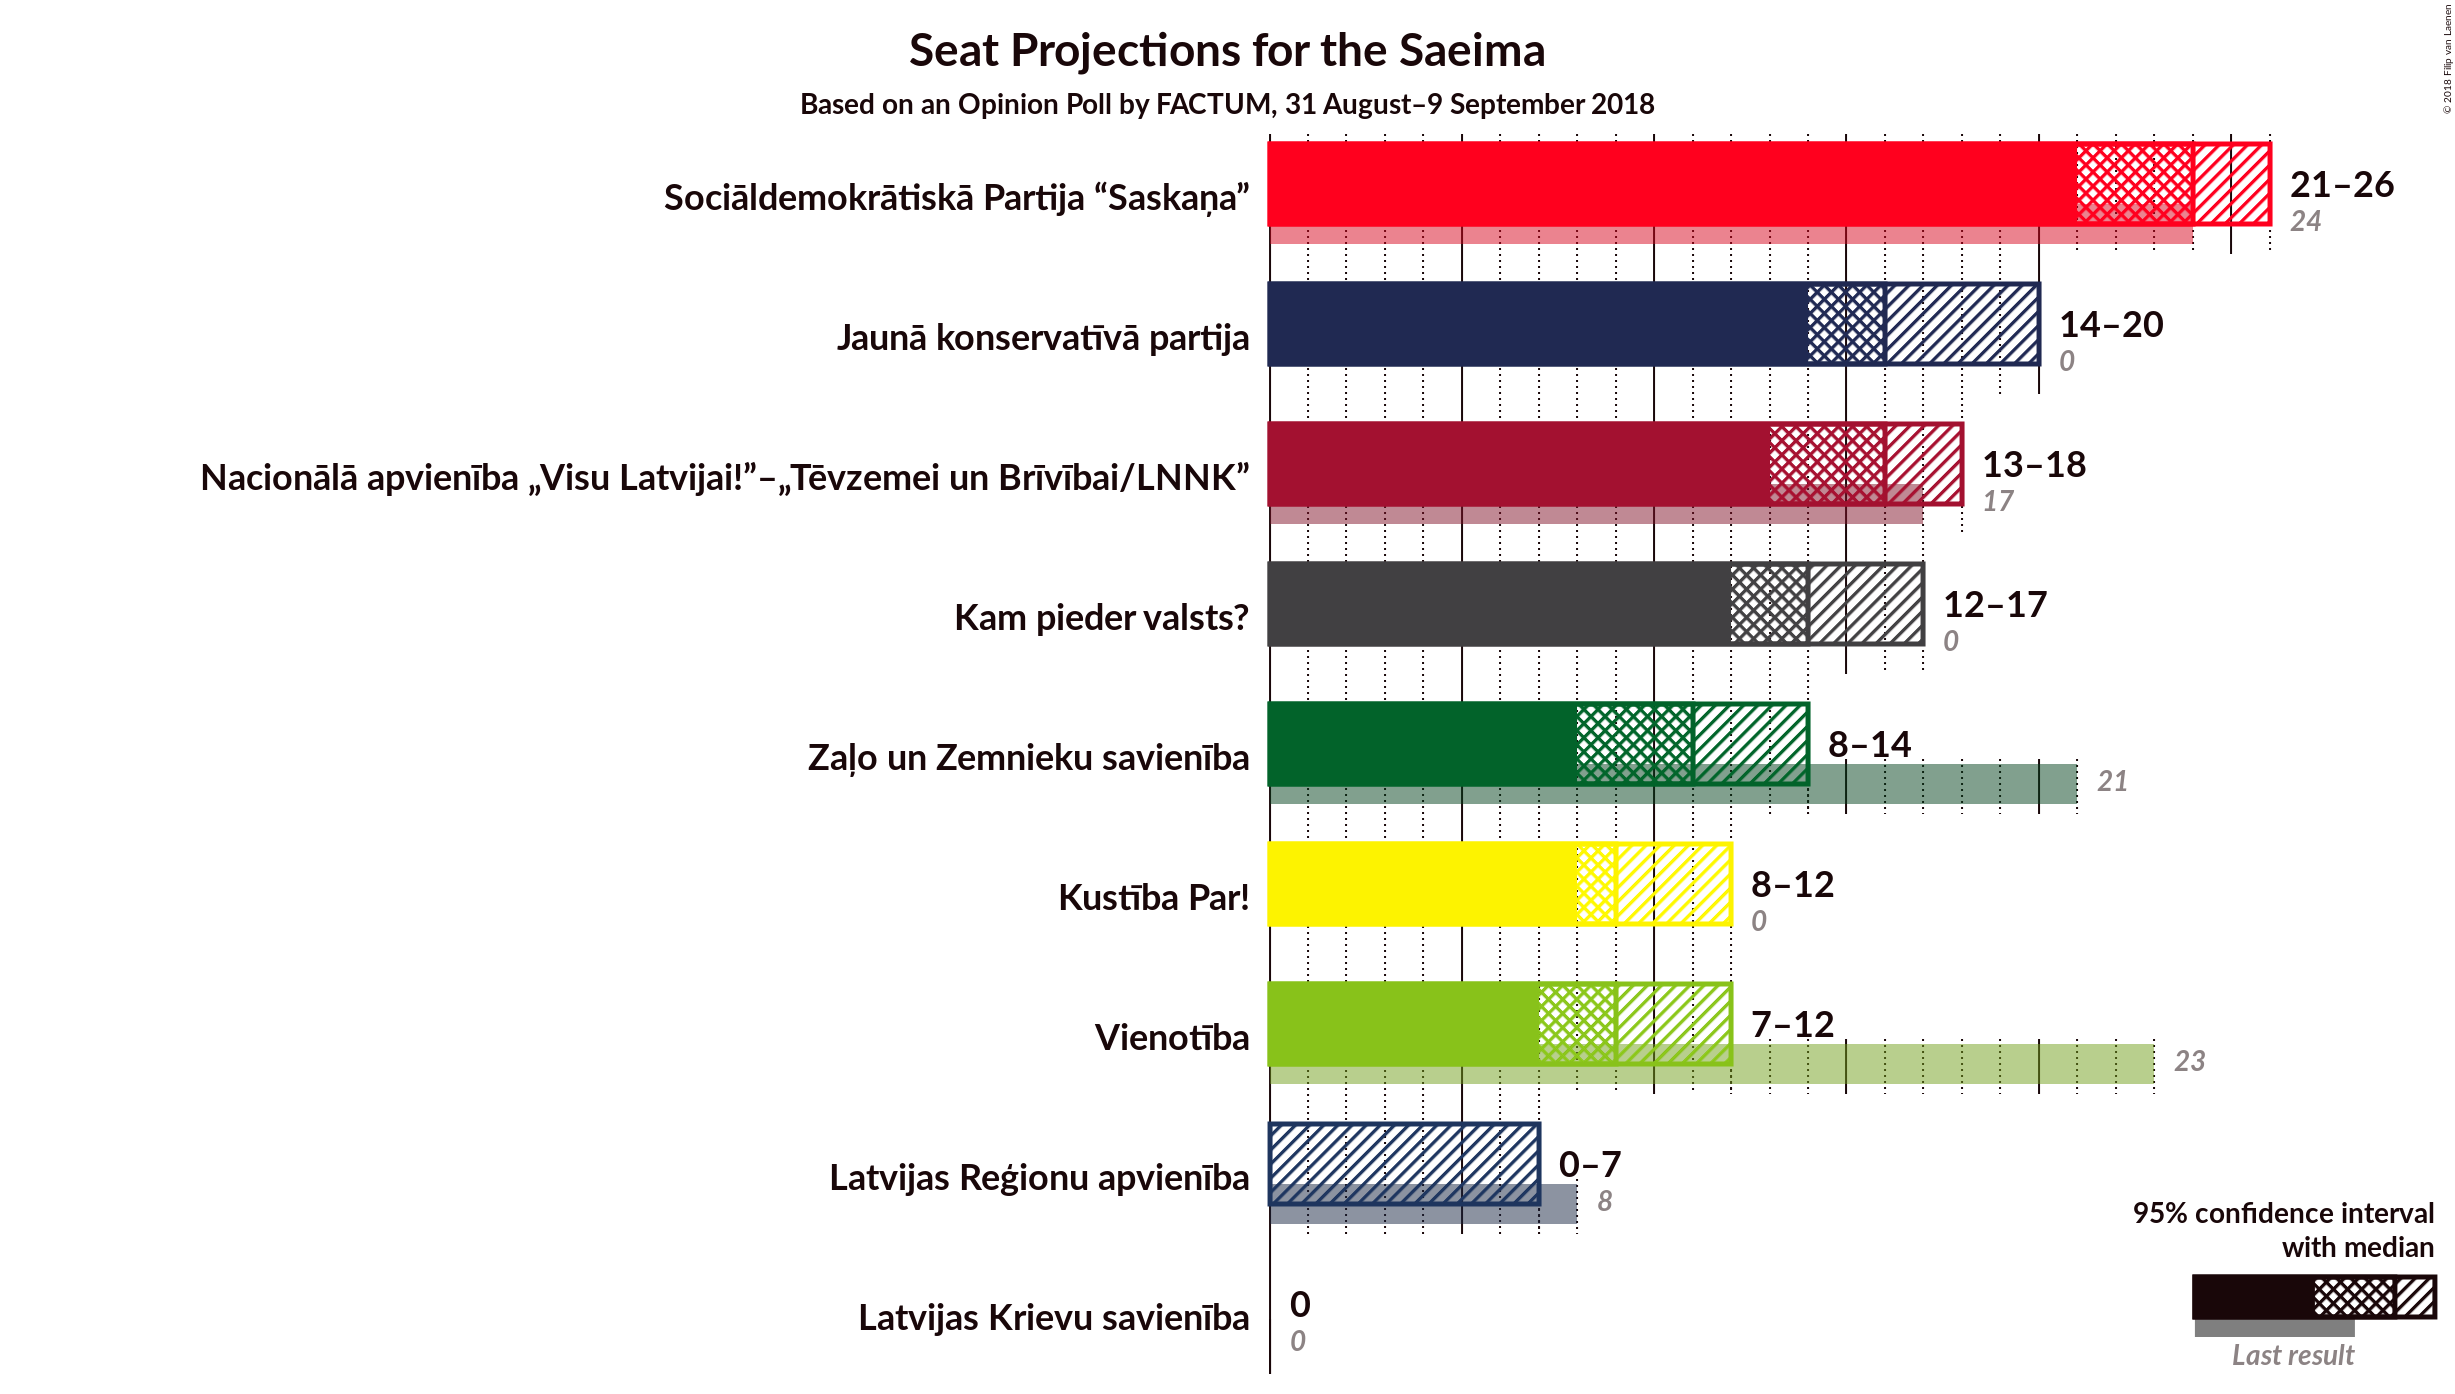 Seat Projections for the Saeima
Based on an Opinion Poll by FACTUM, 31 August–9 September 2018
© 2018 Filip van Laenen
Sociāldemokrātiskā Partija “Saskaņa”
21–26
24
Jaunā konservatīvā partija
14–20
0
Nacionālā apvienība „Visu Latvijai!”–„Tēvzemei un Brīvībai/LNNK”
13–18
17
Kam pieder valsts?
12–17
0
Zaļo un Zemnieku savienība
8–14
21
Kustība Par!
8–12
0
Vienotība
7–12
23
Latvijas Reģionu apvienība
0–7
8
Latvijas Krievu savienība
0
0
95% confidence interval
with median
Last result